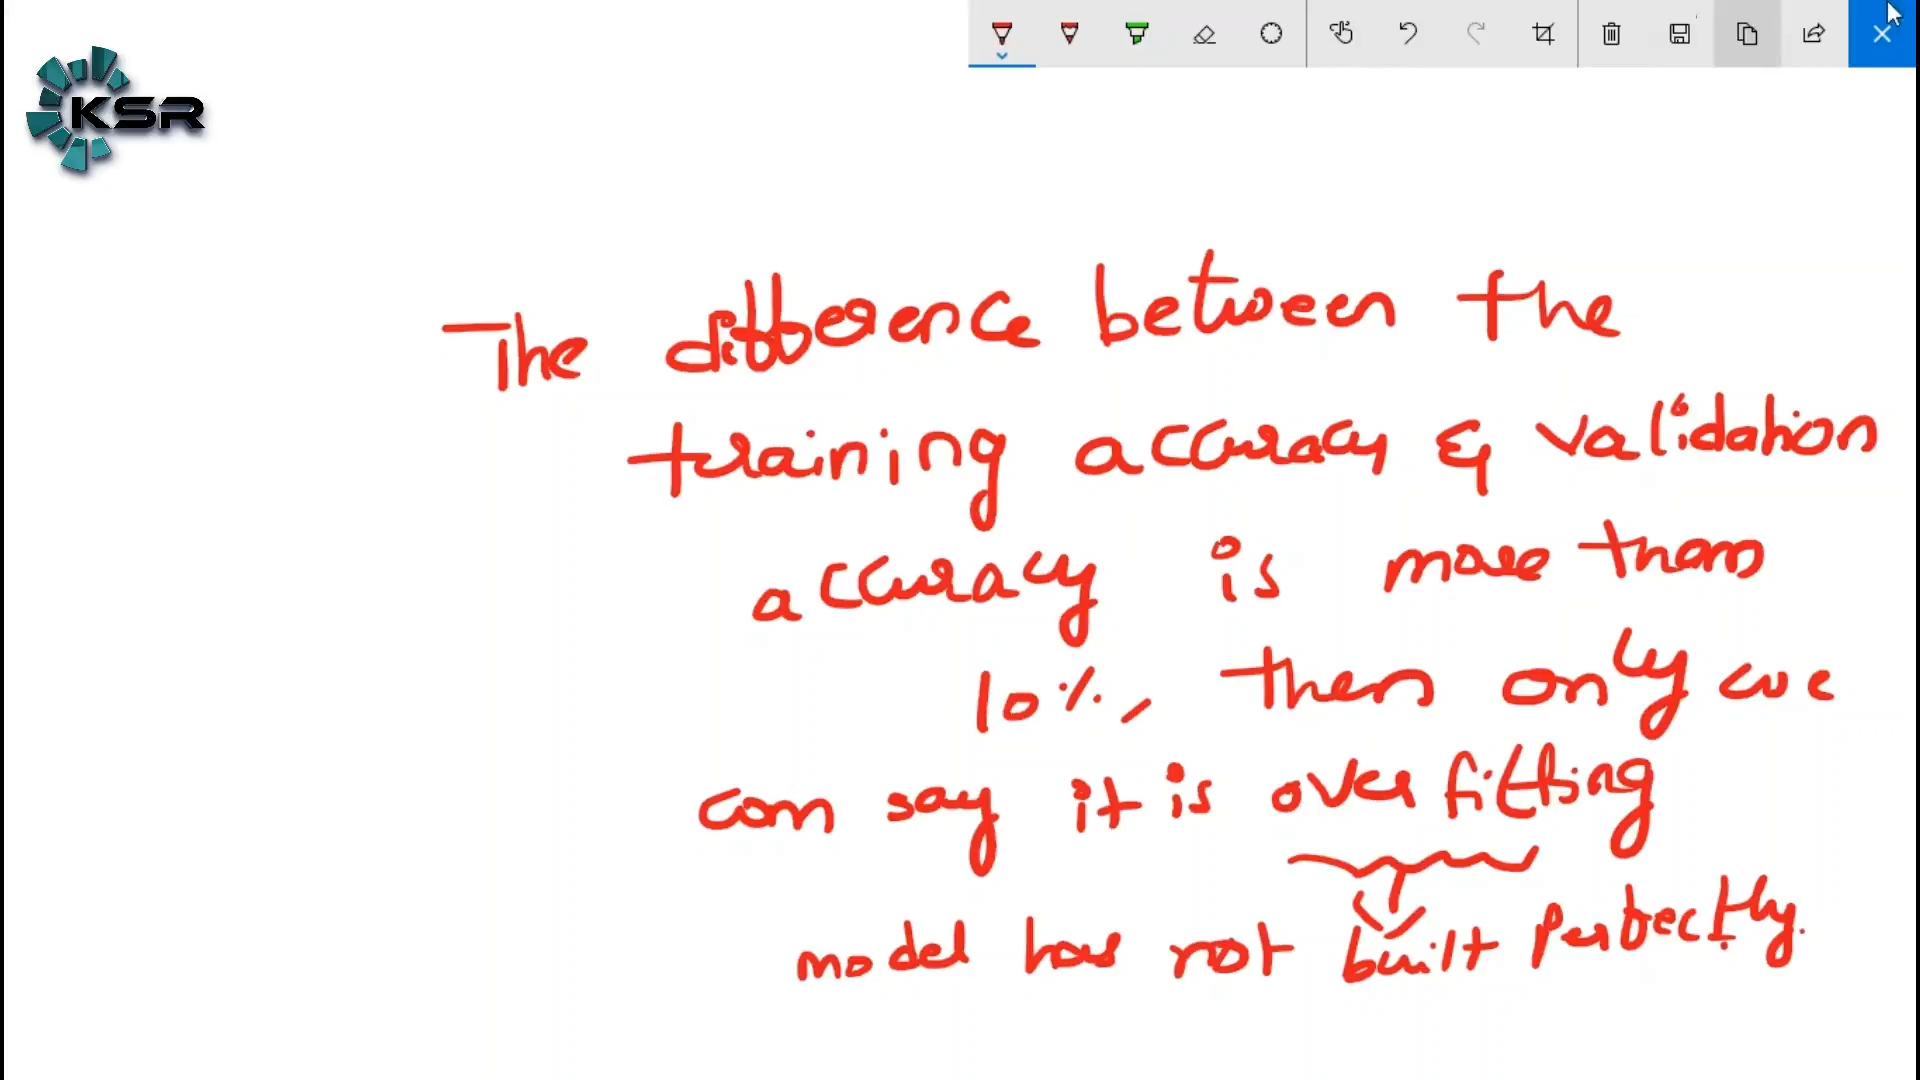 KSR
The difference between the
training accuracy & validation
accuracy is more than
10%, then only we
can say it is over fitting
model has not built perfectly.